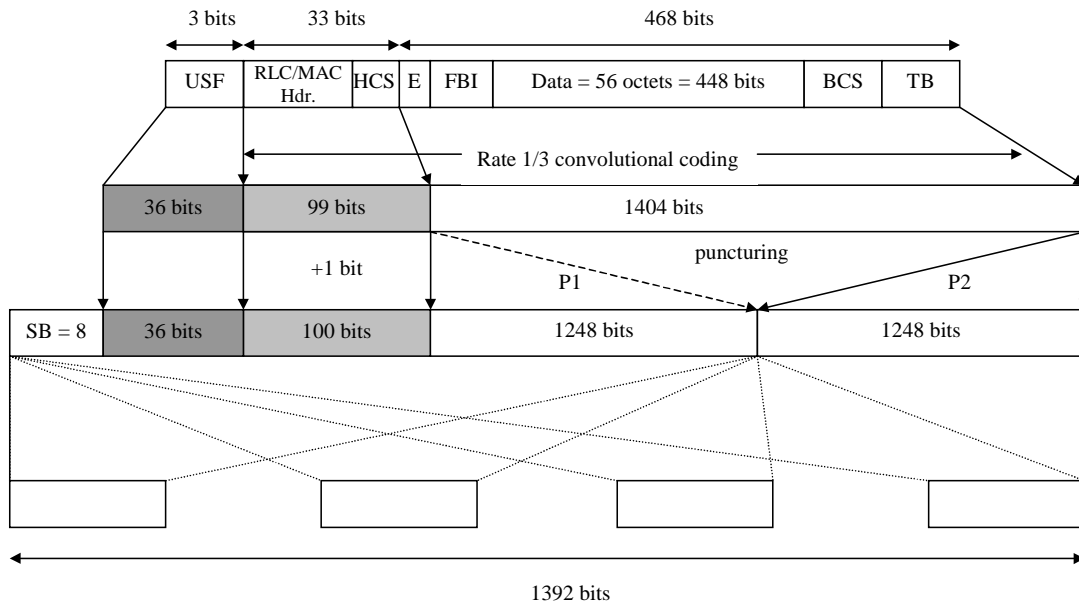 3 bits 33 bits 468 bits
USF RLC/MAC Hdr. HCS E FBI Data = 56 octets = 448 bits BCS TB
Rate 1/3 convolutional coding
36 bits 99 bits 1404 bits
puncturing
+1 bit P1 P2
SB = 8 36 bits 100 bits 1248 bits 1248 bits
1392 bits